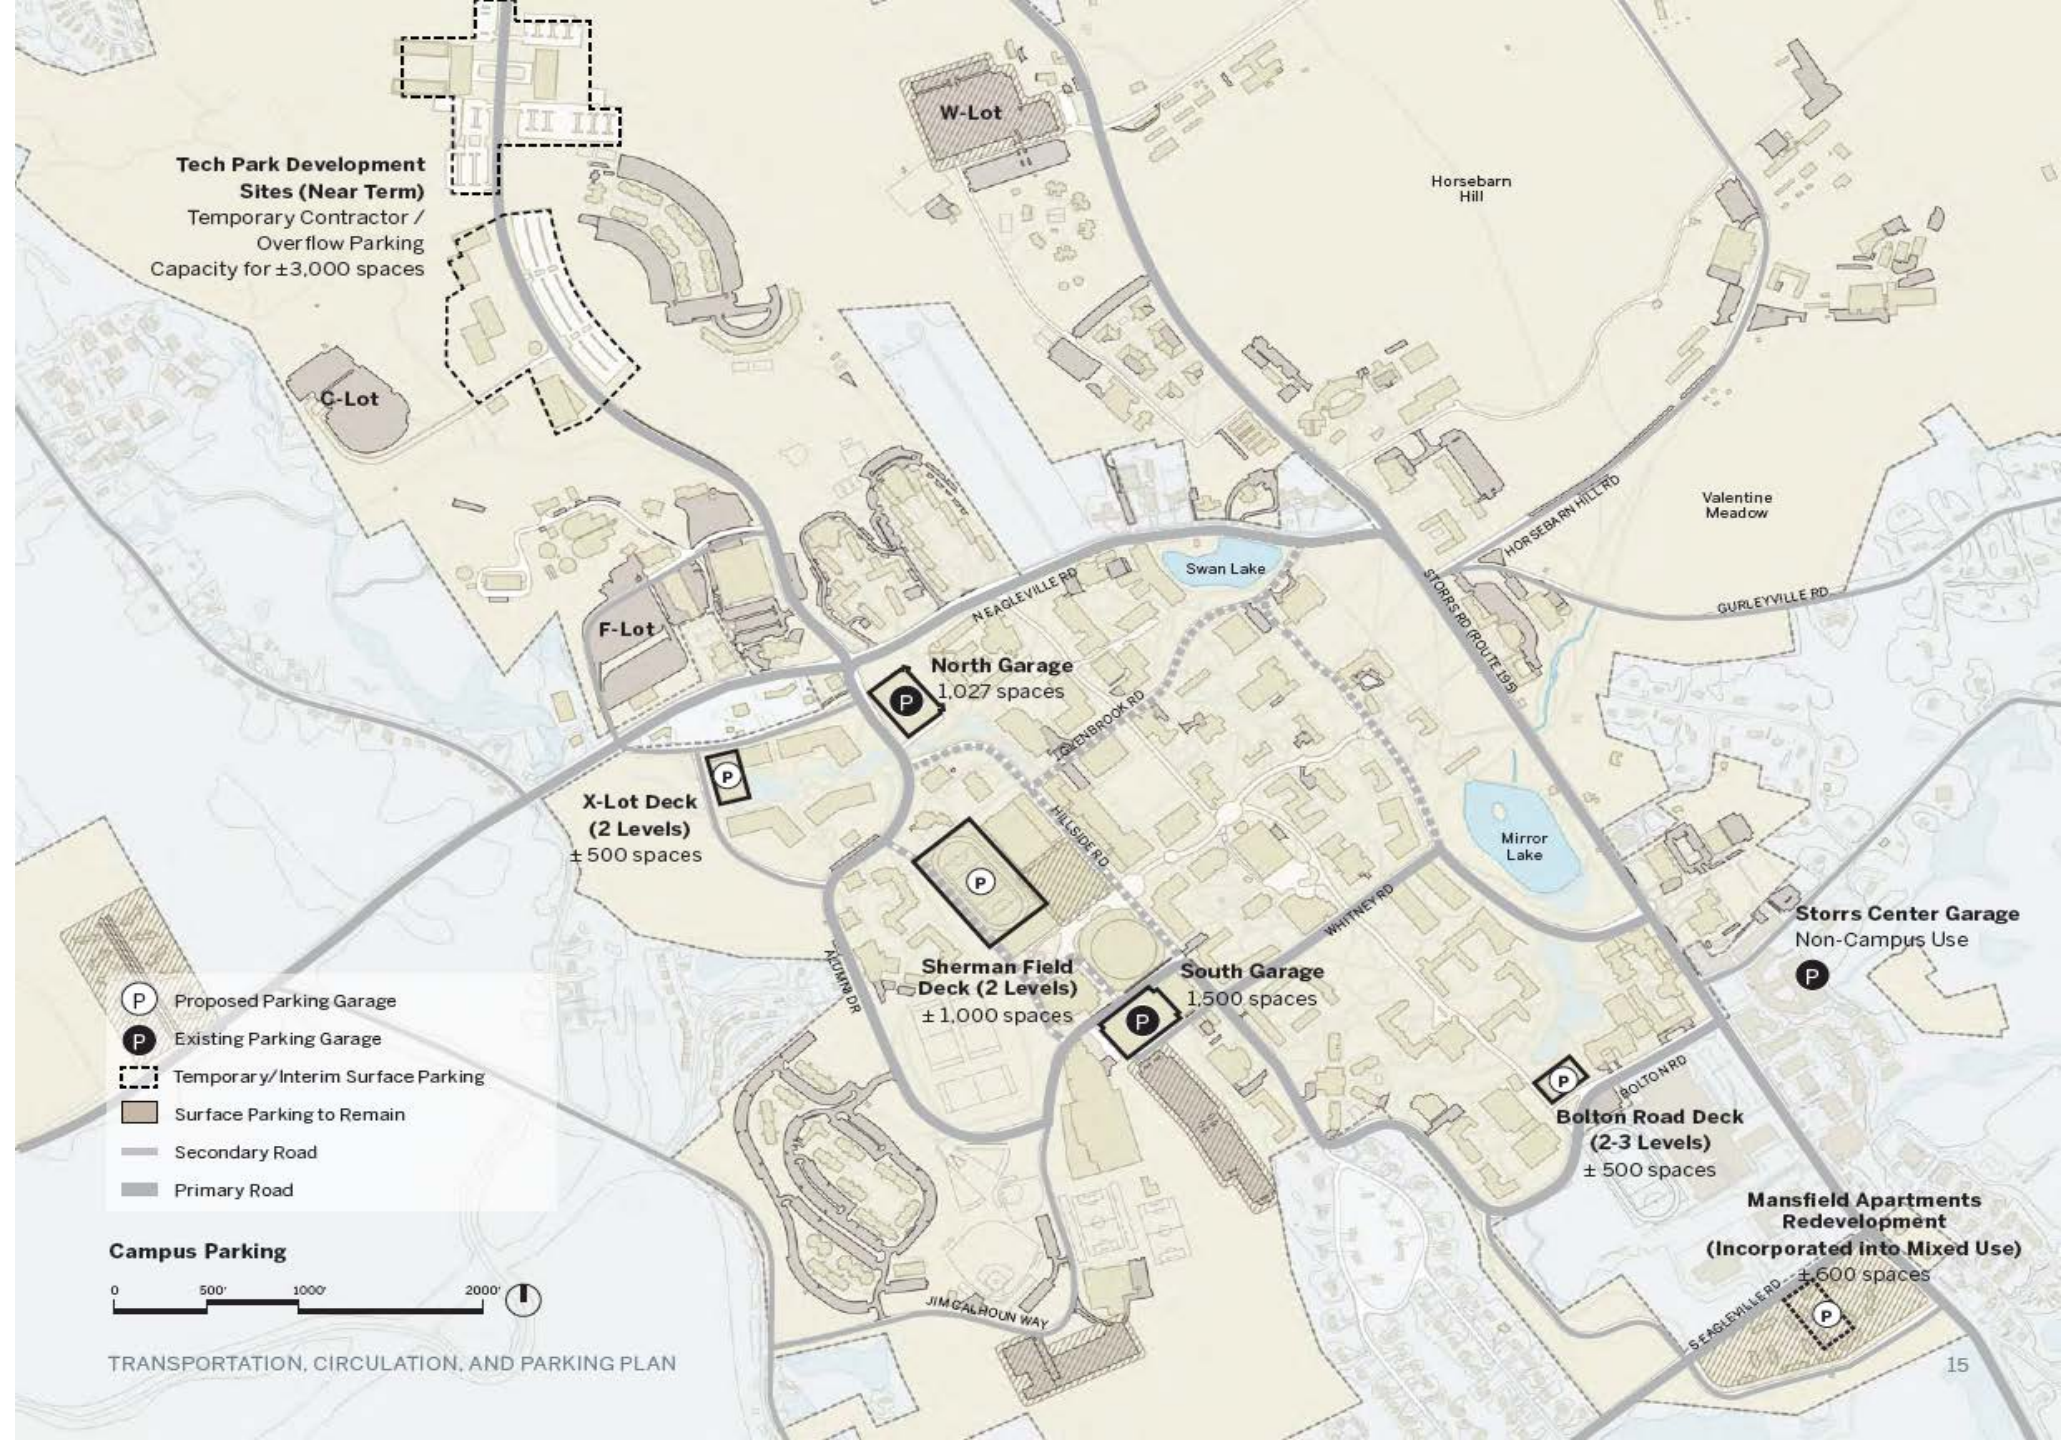 W-Lot
Tech Park Development
Sites (Near Term)
Temporary Contractor /
Overflow Parking
Capacity for ±3,000 spaces
Horsebarn
Hill
C-Lot
HORSEBARN HILL RD
Valentine
Meadow
Swan Lake
N EAGLEVILLE RD
GURLEYVILLE RD
STORRS RD (ROUTE 195)
F-Lot
North Garage
1,027 spaces
P
GLENBROOK RD
P
X-Lot Deck
(2 Levels)
± 500 spaces
HILLSIDE RD
Mirror
Lake
P
WHITNEY RD
Storrs Center Garage
Non-Campus Use
P
ALUMNI DR
Sherman Field
Deck (2 Levels)
± 1,000 spaces
South Garage
1,500 spaces
P
P
BOLTON RD
Bolton Road Deck
(2-3 Levels)
± 500 spaces
Mansfield Apartments
Redevelopment
(Incorporated into Mixed Use)
± 600 spaces
P
S EAGLEVILLE RD
JIM CALHOUN WAY
P Proposed Parking Garage
P Existing Parking Garage
Temporary/Interim Surface Parking
Surface Parking to Remain
Secondary Road
Primary Road
Campus Parking
0 500' 1000' 2000'
TRANSPORTATION, CIRCULATION, AND PARKING PLAN
15